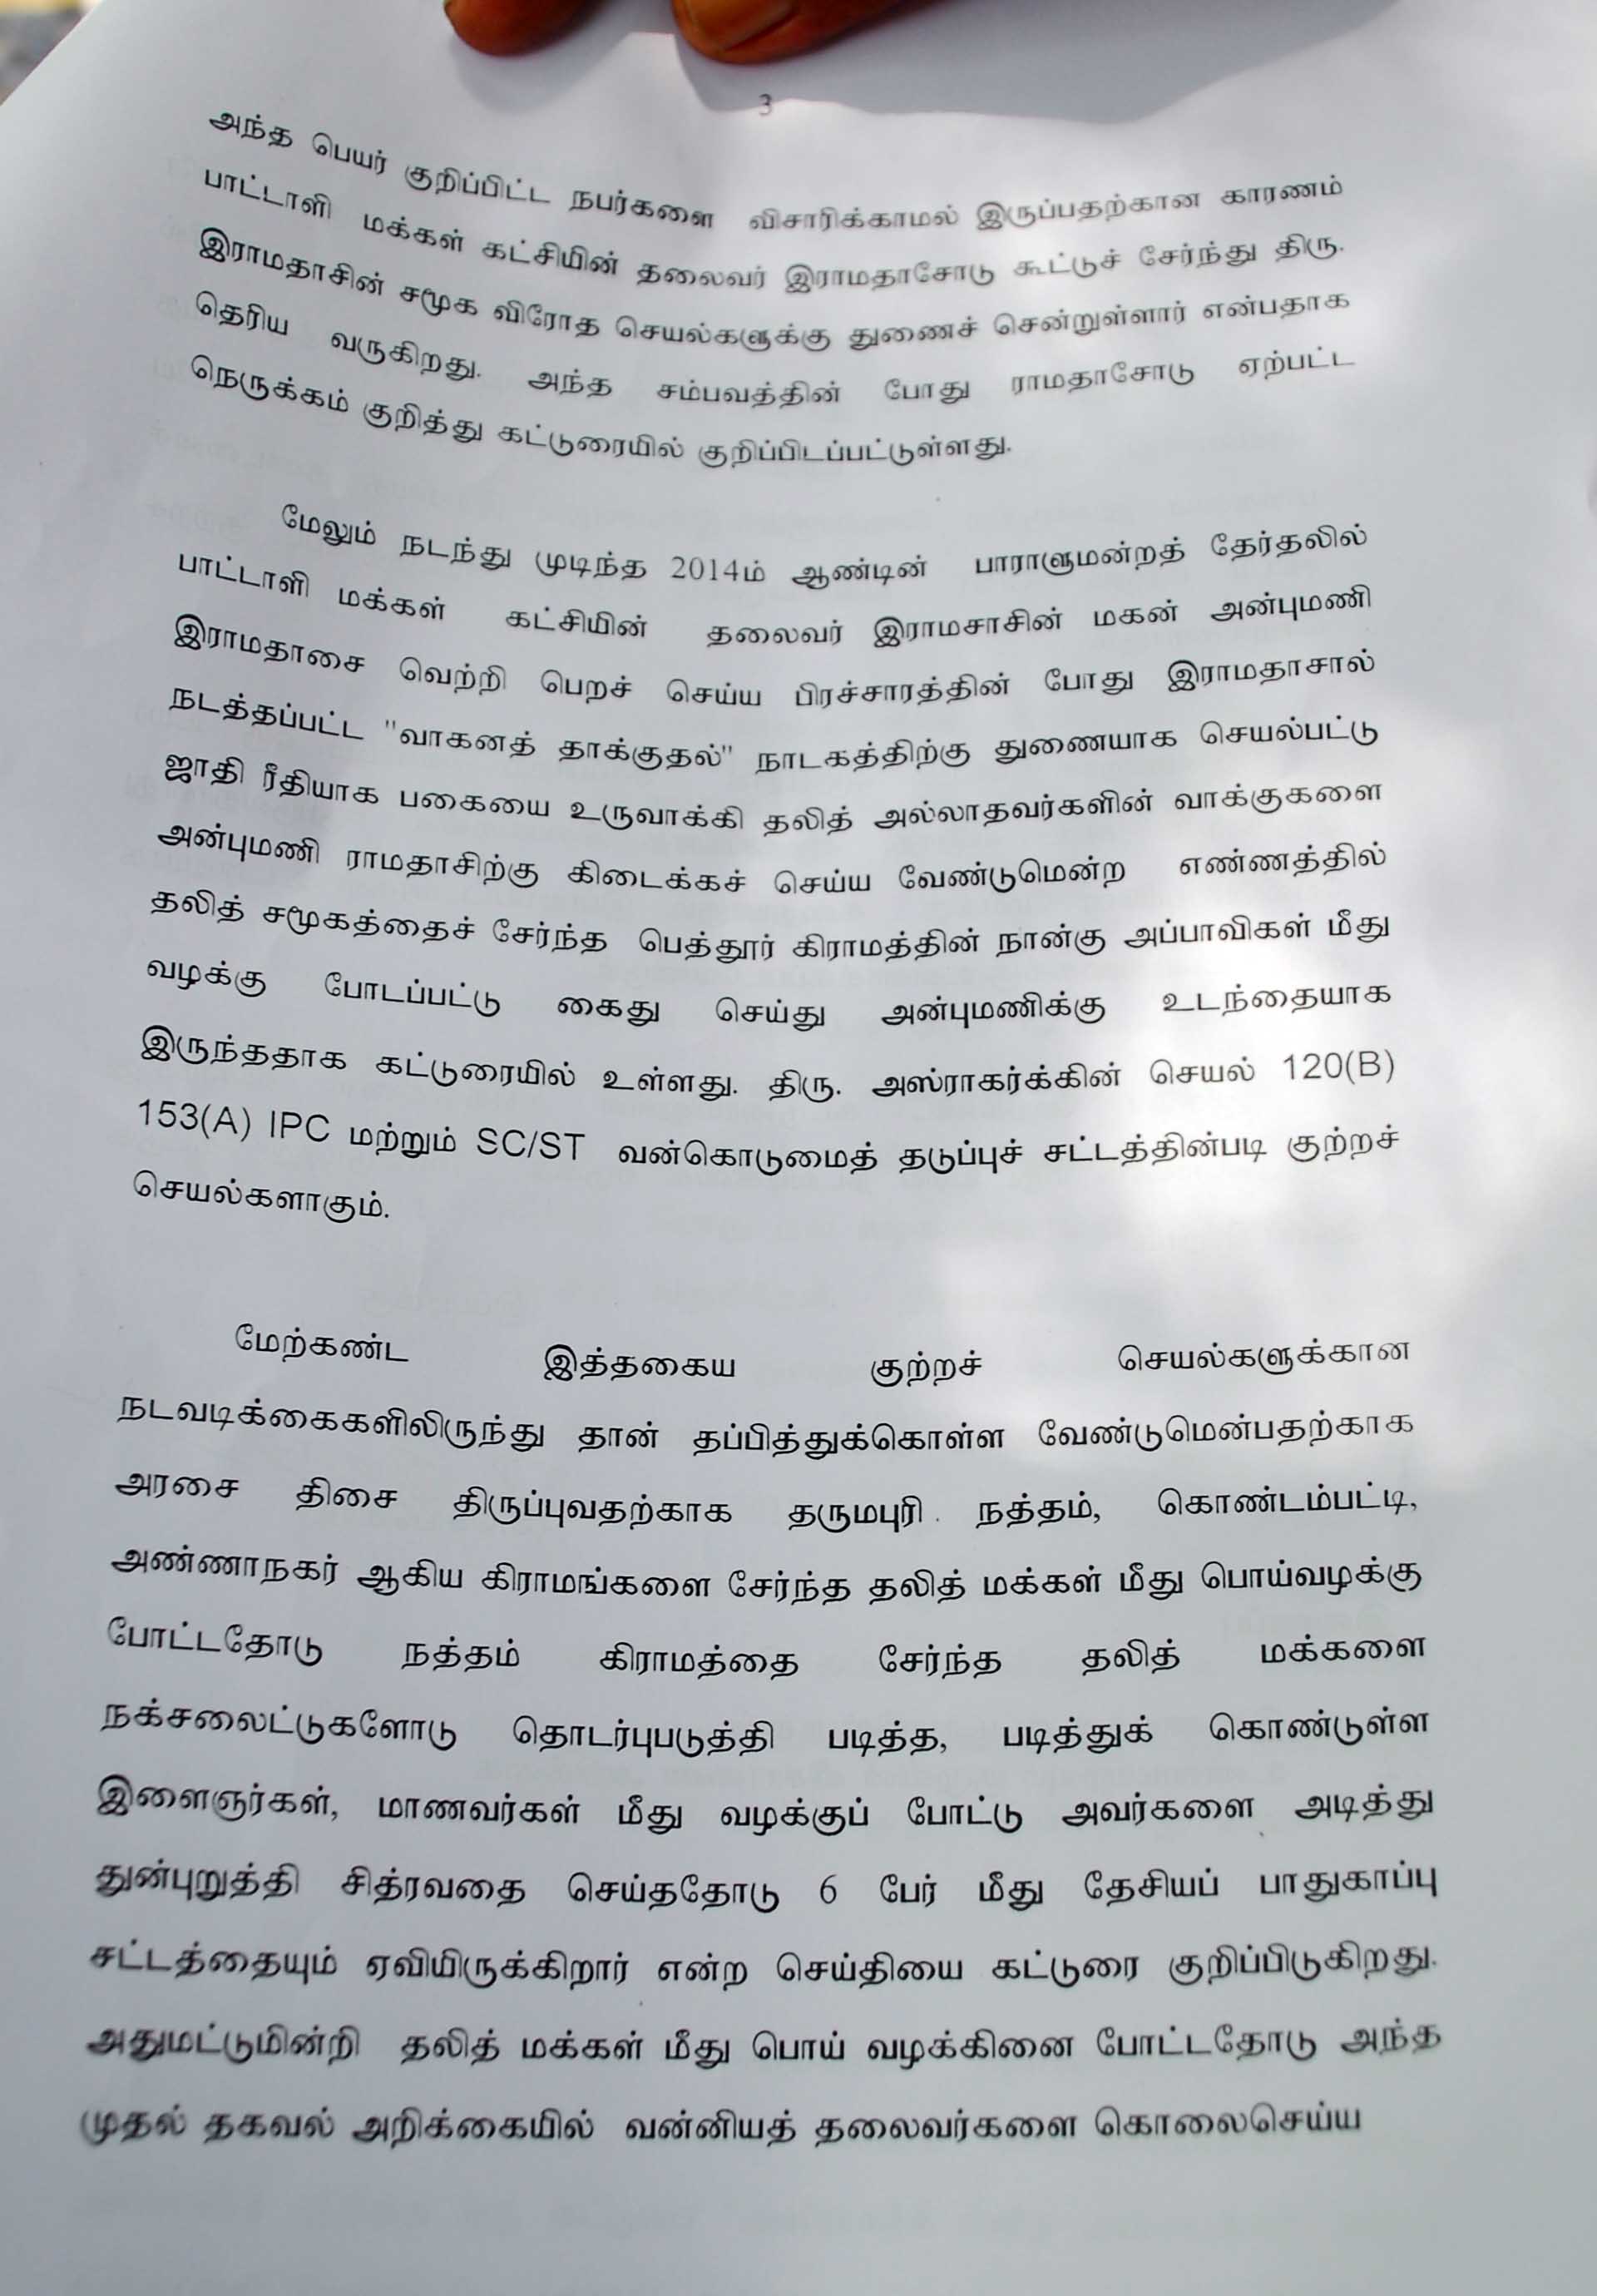 3
அந்த பெயர் குறிப்பிட்ட நபர்களை விசாரிக்காமல் இருப்பதற்கான காரணம்
பாட்டாளி மக்கள் கட்சியின் தலைவர் இராமதாசோடு கூட்டுச் சேர்ந்து திரு.
இராமதாசின் சமூக விரோத செயல்களுக்கு துணைச் சென்றுள்ளார் என்பதாக
தெரிய வருகிறது. அந்த சம்பவத்தின் போது ராமதாசோடு ஏற்பட்ட
நெருக்கம் குறித்து கட்டுரையில் குறிப்பிடப்பட்டுள்ளது.
மேலும் நடந்து முடிந்த 2014ம் ஆண்டின் பாராளுமன்றத் தேர்தலில்
பாட்டாளி மக்கள் கட்சியின் தலைவர் இராமசாசின் மகன் அன்புமணி
இராமதாசை வெற்றி பெறச் செய்ய பிரச்சாரத்தின் போது இராமதாசால்
நடத்தப்பட்ட "வாகனத் தாக்குதல்" நாடகத்திற்கு துணையாக செயல்பட்டு
ஜாதி ரீதியாக பகையை உருவாக்கி தலித் அல்லாதவர்களின் வாக்குகளை
அன்புமணி ராமதாசிற்கு கிடைக்கச் செய்ய வேண்டுமென்ற எண்ணத்தில்
தலித் சமூகத்தைச் சேர்ந்த பெத்தூர் கிராமத்தின் நான்கு அப்பாவிகள் மீது
வழக்கு போடப்பட்டு கைது செய்து அன்புமணிக்கு உடந்தையாக
இருந்ததாக கட்டுரையில் உள்ளது. திரு. அஸ்ராகர்க்கின் செயல் 120(B)
153(A) IPC மற்றும் SC/ST வன்கொடுமைத் தடுப்புச் சட்டத்தின்படி குற்றச்
செயல்களாகும்.
மேற்கண்ட இத்தகைய குற்றச் செயல்களுக்கான
நடவடிக்கைகளிலிருந்து தான் தப்பித்துக்கொள்ள வேண்டுமென்பதற்காக
அரசை திசை திருப்புவதற்காக தருமபுரி நத்தம், கொண்டம்பட்டி,
அண்ணாநகர் ஆகிய கிராமங்களை சேர்ந்த தலித் மக்கள் மீது பொய்வழக்கு
போட்டதோடு நத்தம் கிராமத்தை சேர்ந்த தலித் மக்களை
நக்சலைட்டுகளோடு தொடர்புபடுத்தி படித்த, படித்துக் கொண்டுள்ள
இளைஞர்கள், மாணவர்கள் மீது வழக்குப் போட்டு அவர்களை அடித்து
துன்புறுத்தி சித்ரவதை செய்ததோடு 6 பேர் மீது தேசியப் பாதுகாப்பு
சட்டத்தையும் ஏவியிருக்கிறார் என்ற செய்தியை கட்டுரை குறிப்பிடுகிறது.
அதுமட்டுமின்றி தலித் மக்கள் மீது பொய் வழக்கினை போட்டதோடு அந்த
முதல் தகவல் அறிக்கையில் வன்னியத் தலைவர்களை கொலைசெய்ய